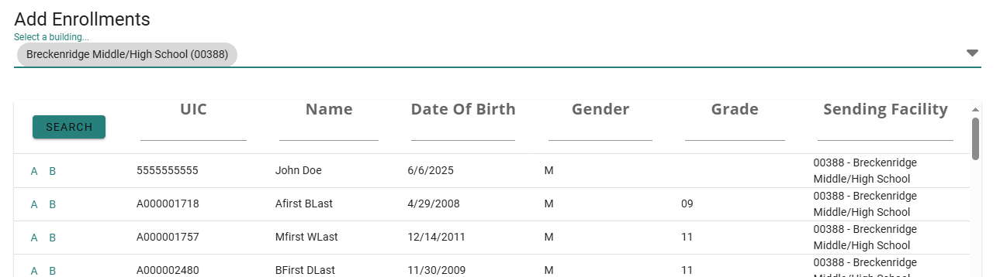 Add Enrollments
Select a building...
Breckenridge Middle/High School (00388)
UIC Name Date Of Birth Gender Grade Sending Facility
SEARCH
A B 5555555555 John Doe 6/6/2025 M 00388 - Breckenridge
Middle/High School
A B A000001718 Afirst BLast 4/29/2008 M 09 00388 - Breckenridge
Middle/High School
A B A000001757 Mfirst WLast 12/14/2011 M 11 00388 - Breckenridge
Middle/High School
A B A000002480 BFirst DLast 11/30/2009 M 11 00388 - Breckenridge
Middle/High School